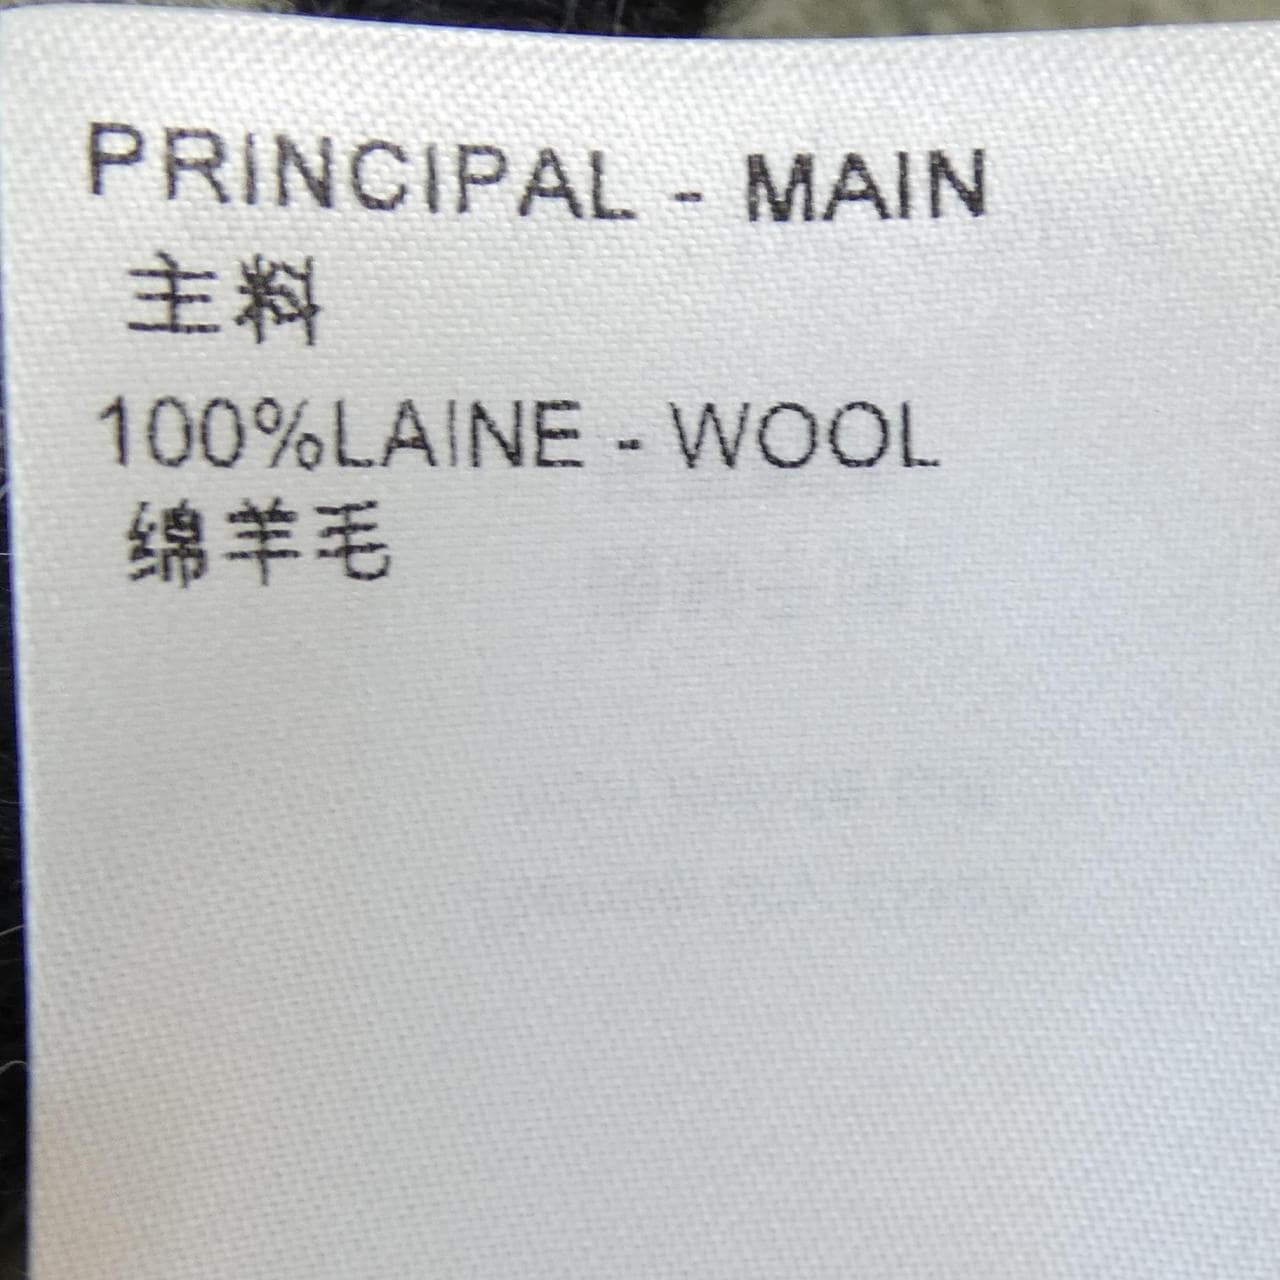 PRINCIPAL - MAIN
主料
100%LAINE - WOOL
绵羊毛